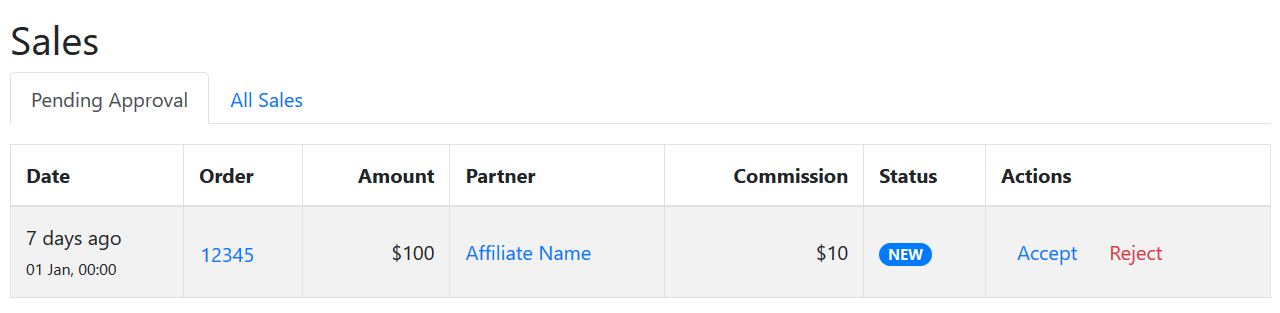 Sales
Pending Approval All Sales
Date Order Amount Partner Commission Status Actions
7 days ago
01 Jan, 00:00
12345 $100 Affiliate Name $10 NEW Accept Reject